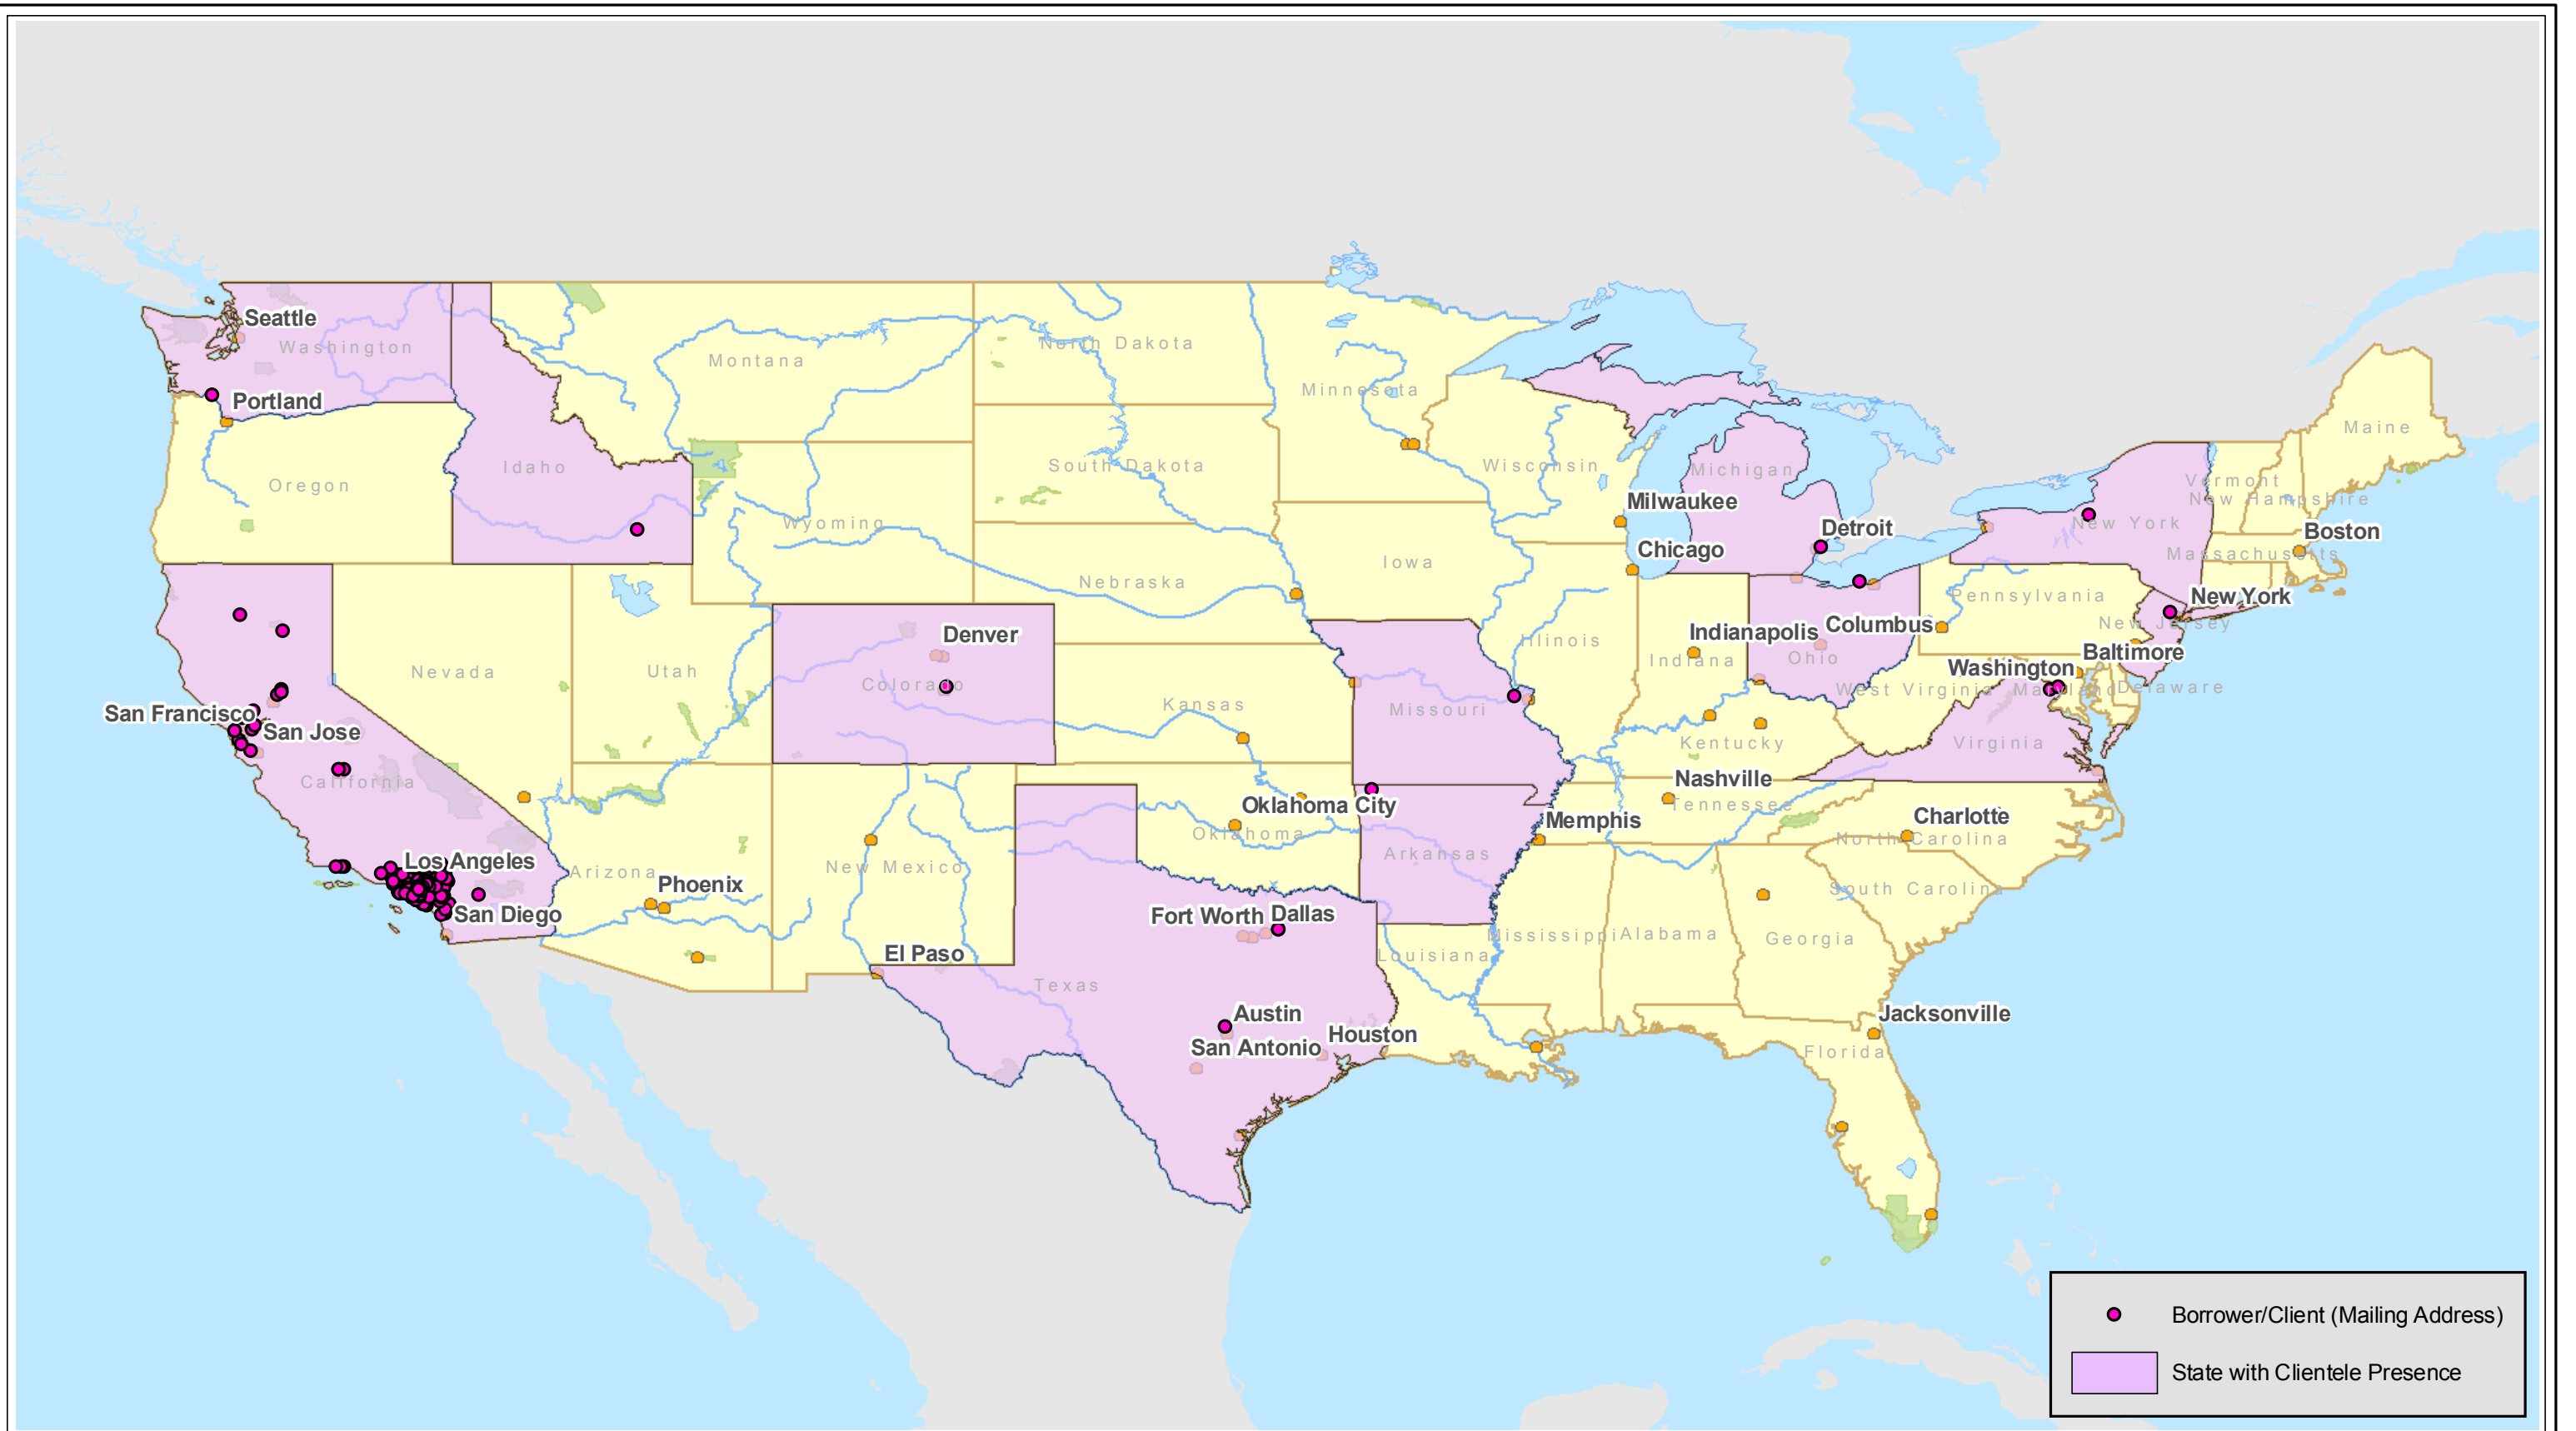 Seattle
Washington
Montana
North Dakota
Minnesota
Portland
Idaho
Oregon
South Dakota
Wisconsin
Michigan
Maine
Vermont
New Hampshire
Milwaukee
Detroit
New York
Boston
Wyoming
Chicago
Massachusetts
Iowa
Nebraska
Pennsylvania
New York
Denver
Illinois
Indianapolis
Columbus
New Jersey
Nevada
Utah
Colorado
Indiana
Ohio
Baltimore
Washington
West Virginia
Maryland
Delaware
San Francisco
San Jose
Kansas
Missouri
Kentucky
Virginia
California
Nashville
Tennessee
Oklahoma City
Memphis
Charlotte
Oklahoma
North Carolina
Los Angeles
Arizona
New Mexico
Arkansas
Phoenix
South Carolina
San Diego
Fort Worth
Dallas
Mississippi
Alabama
Georgia
El Paso
Louisiana
Texas
Austin
Jacksonville
San Antonio
Houston
Florida
Borrower/Client (Mailing Address)
State with Clientele Presence